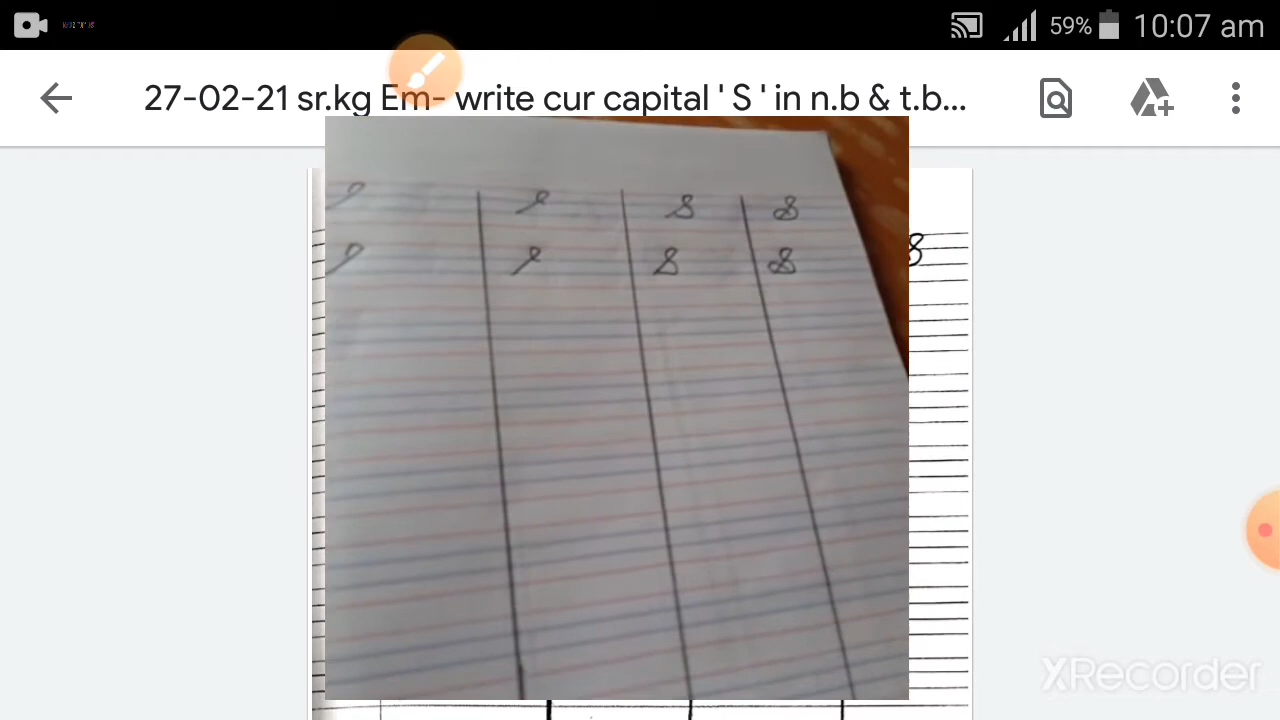 59% 10:07 am
27-02-21 sr.kg Em- write cur capital ' S ' in n.b & t.b...
S S
S S
S
XRecorder